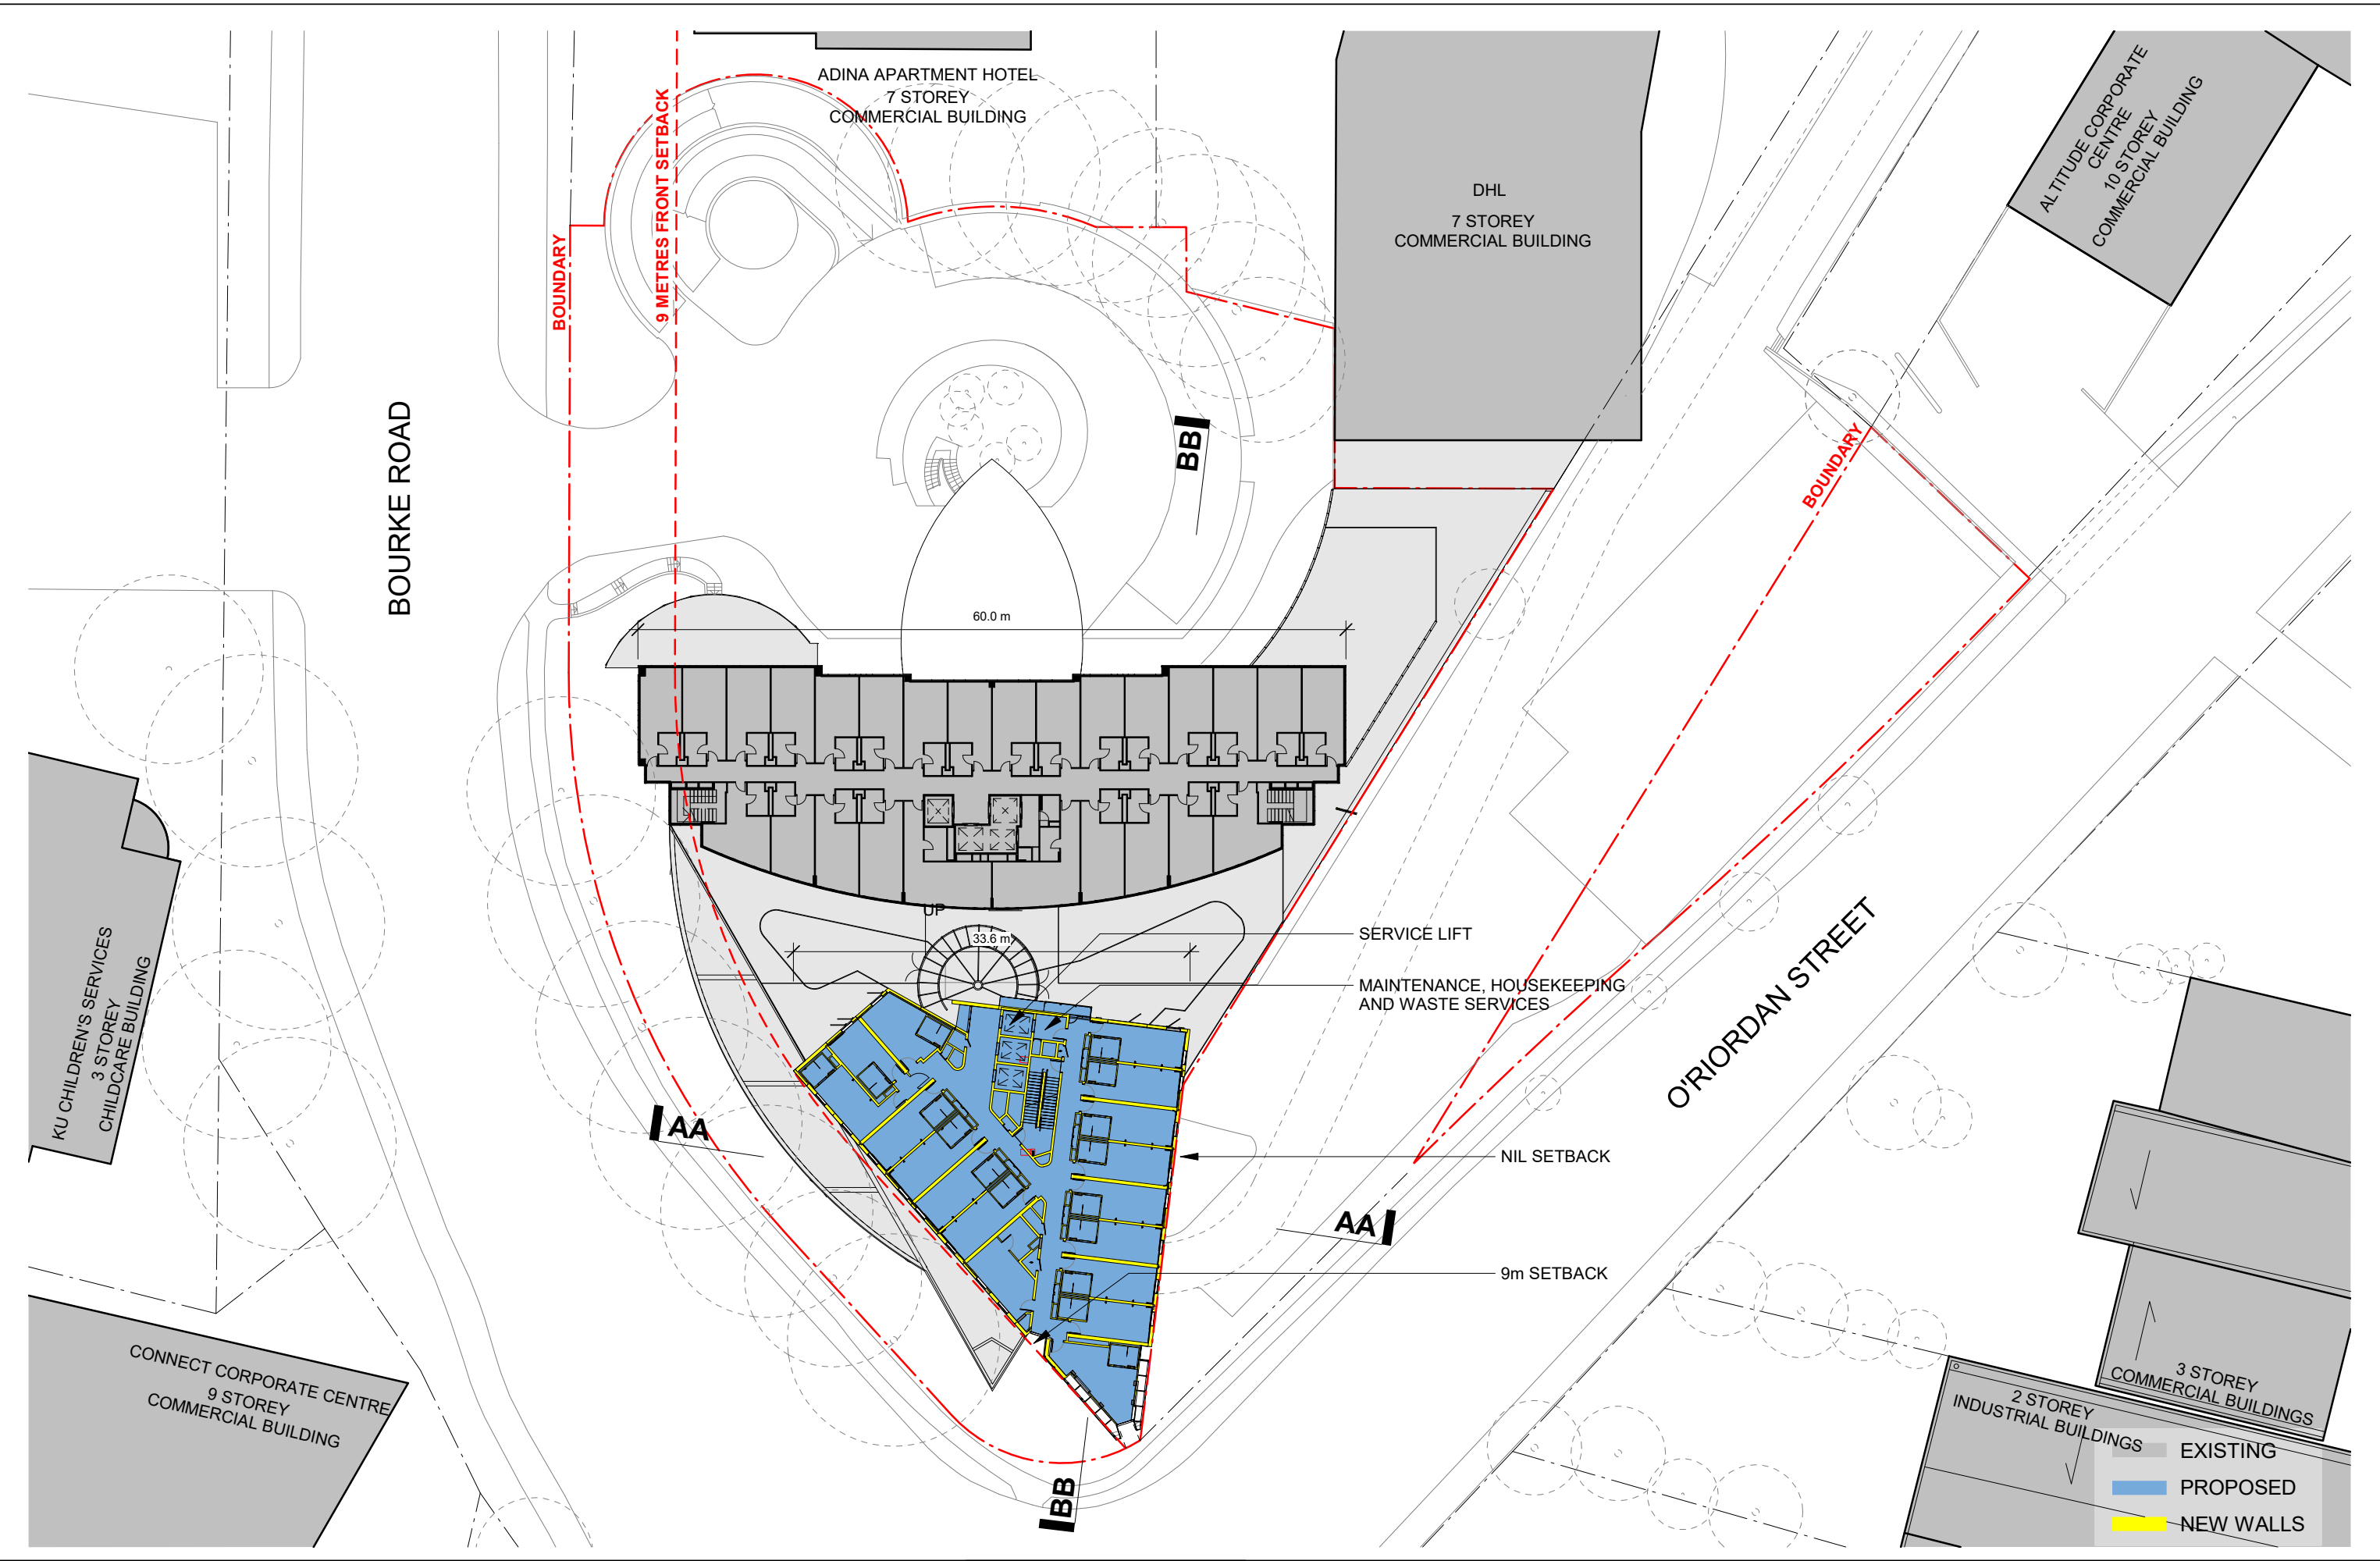 ADINA APARTMENT HOTEL
7 STOREY
COMMERCIAL BUILDING
9 METRES FRONT SETBACK
BOUNDARY
DHL
7 STOREY
COMMERCIAL BUILDING
ALTITUDE CORPORATE
CENTRE
10 STOREY
COMMERCIAL BUILDING
BOURKE ROAD
BB
BOUNDARY
60.0 m
UP
33.6 m
SERVICE LIFT
MAINTENANCE, HOUSEKEEPING
AND WASTE SERVICES
O'RIORDAN STREET
KU CHILDREN'S SERVICES
3 STOREY
CHILDCARE BUILDING
AA
NIL SETBACK
AA
9m SETBACK
CONNECT CORPORATE CENTRE
9 STOREY
COMMERCIAL BUILDING
3 STOREY
COMMERCIAL BUILDINGS
2 STOREY
INDUSTRIAL BUILDINGS
BB
EXISTING
PROPOSED
NEW WALLS